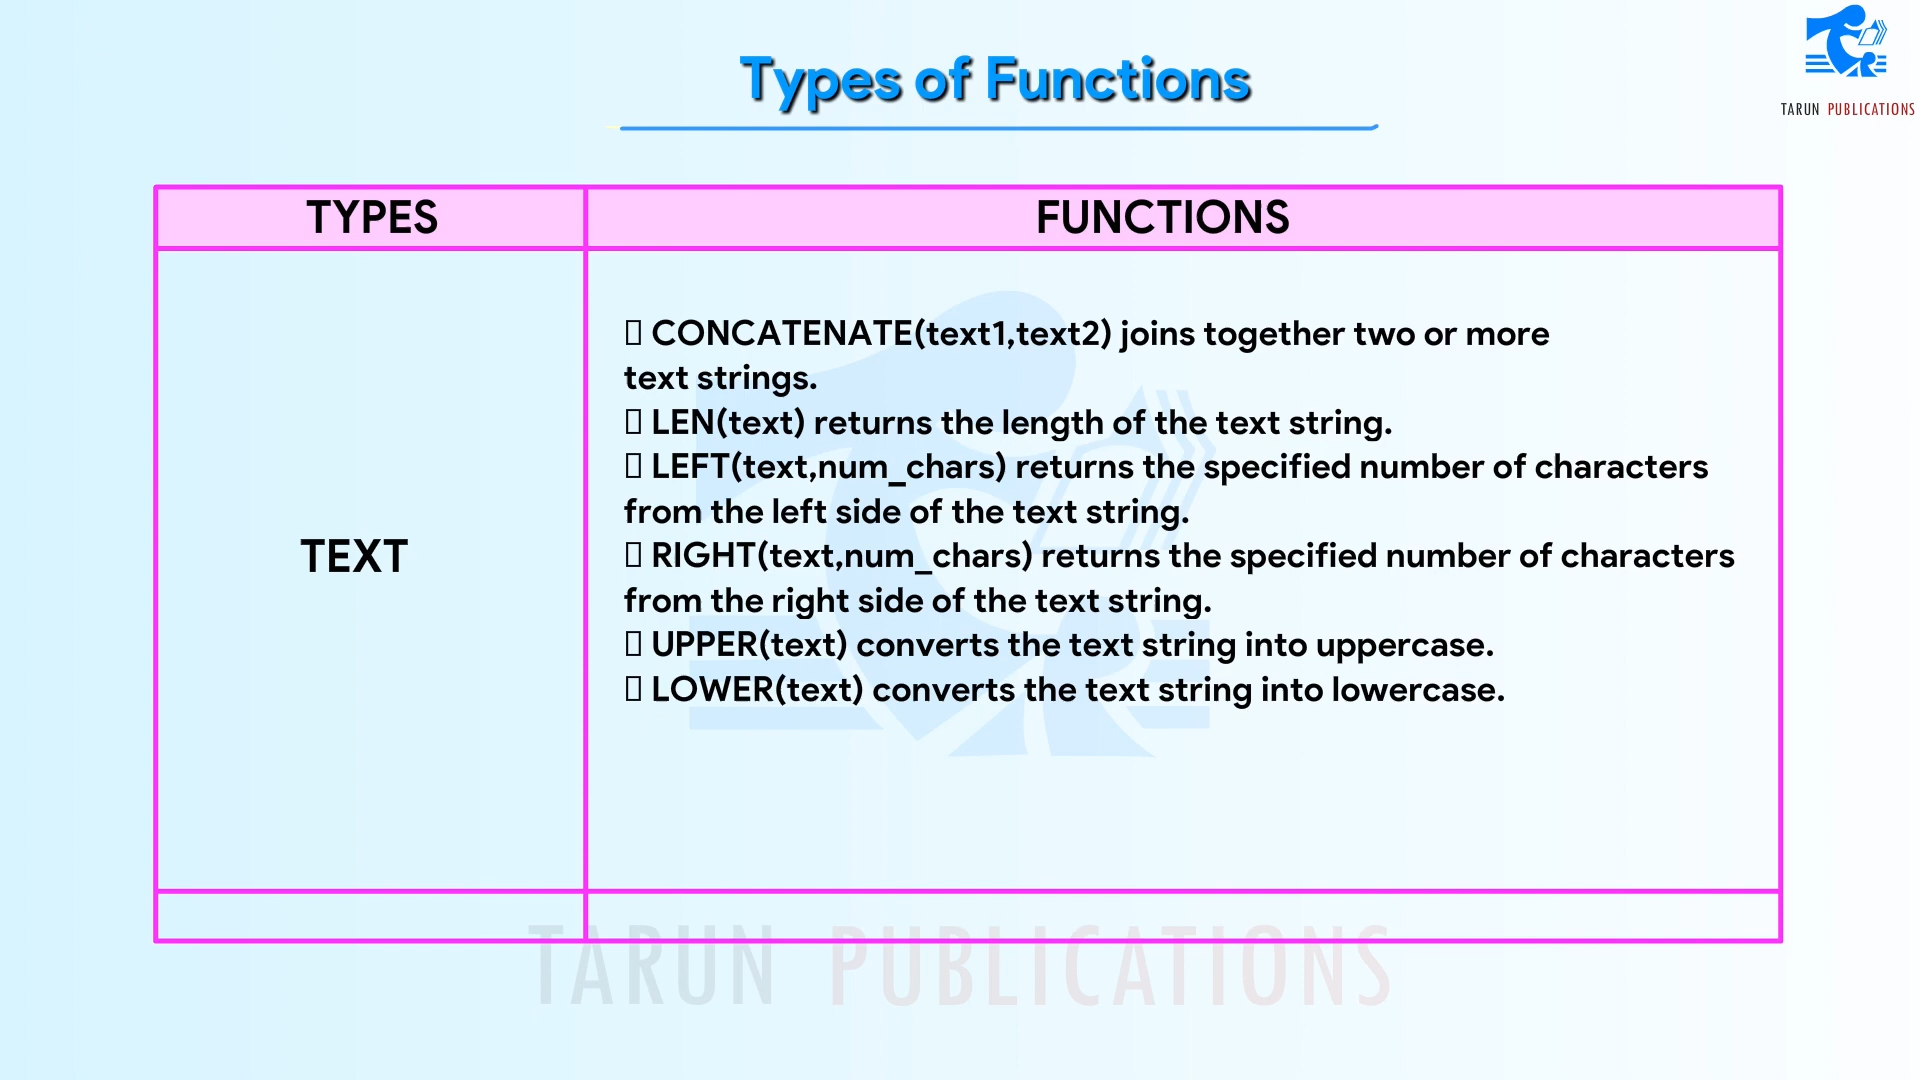 Types of Functions
TARUN PUBLICATIONS
TYPES
FUNCTIONS
TEXT
▯ CONCATENATE(text1,text2) joins together two or more
text strings.
▯ LEN(text) returns the length of the text string.
▯ LEFT(text,num_chars) returns the specified number of characters
from the left side of the text string.
▯ RIGHT(text,num_chars) returns the specified number of characters
from the right side of the text string.
▯ UPPER(text) converts the text string into uppercase.
▯ LOWER(text) converts the text string into lowercase.
TARUN PUBLICATIONS